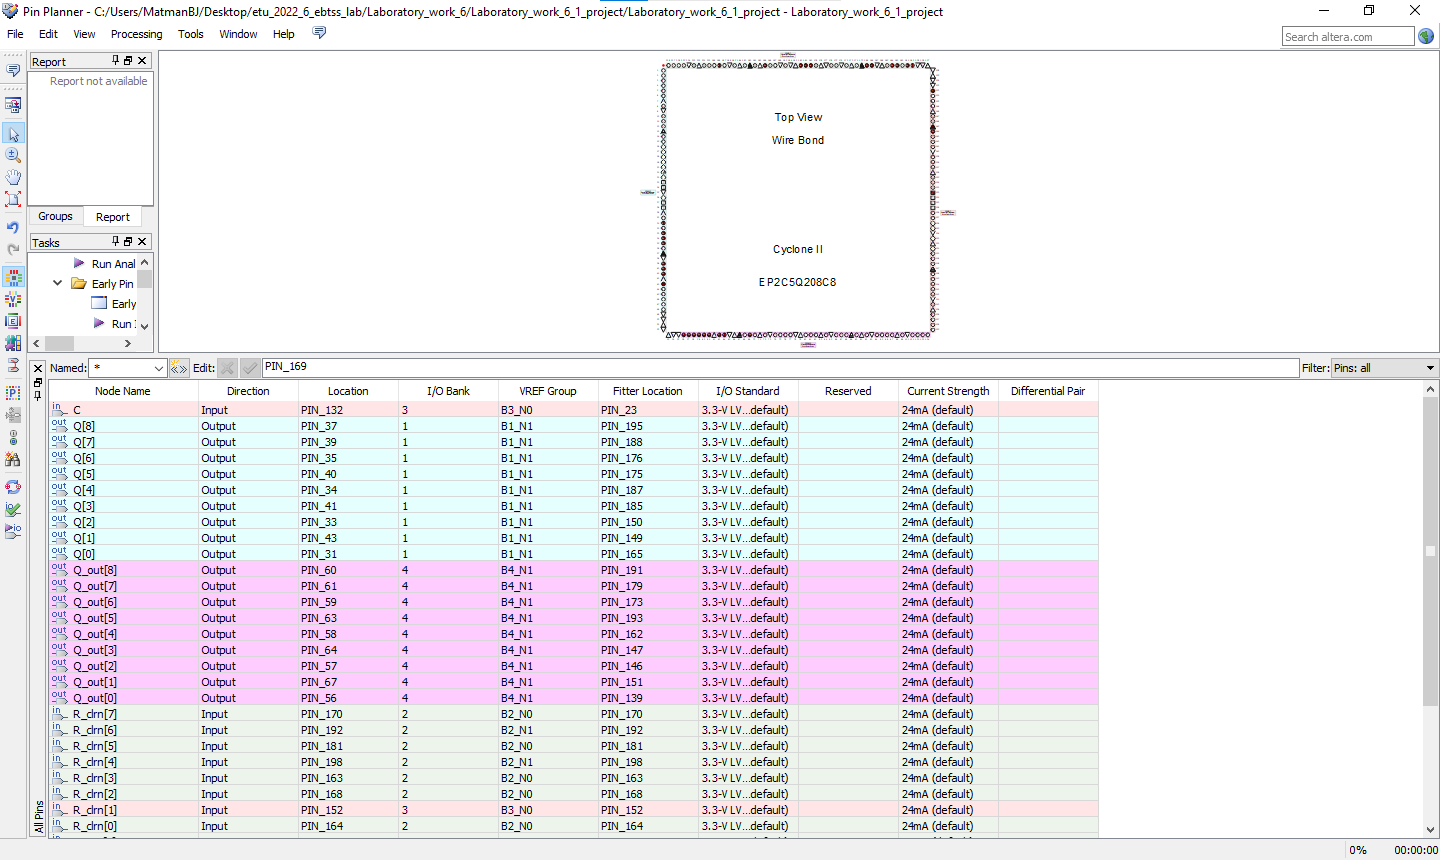 Pin Planner - C:/Users/MatmanBJ/Desktop/etu_2022_6_ebtss_lab/Laboratory_work_6/Laboratory_work_6_1_project/Laboratory_work_6_1_project - Laboratory_work_6_1_project
File Edit View Processing Tools Window Help
Search altera.com
Report
Report not available
Groups Report
Tasks
Run Anal
Early Pin
Early
Run I
Top View
Wire Bond
Cyclone II
EP2C5Q208C8
Named: * Edit: PIN_169 Filter: Pins: all
Node Name Direction Location I/O Bank VREF Group Fitter Location I/O Standard Reserved Current Strength Differential Pair
in C Input PIN_132 3 B3_N0 PIN_23 3.3-V LV...default) 24mA (default)
out Q[8] Output PIN_37 1 B1_N1 PIN_195 3.3-V LV...default) 24mA (default)
out Q[7] Output PIN_39 1 B1_N1 PIN_188 3.3-V LV...default) 24mA (default)
out Q[6] Output PIN_35 1 B1_N1 PIN_176 3.3-V LV...default) 24mA (default)
out Q[5] Output PIN_40 1 B1_N1 PIN_175 3.3-V LV...default) 24mA (default)
out Q[4] Output PIN_34 1 B1_N1 PIN_187 3.3-V LV...default) 24mA (default)
out Q[3] Output PIN_41 1 B1_N1 PIN_185 3.3-V LV...default) 24mA (default)
out Q[2] Output PIN_33 1 B1_N1 PIN_150 3.3-V LV...default) 24mA (default)
out Q[1] Output PIN_43 1 B1_N1 PIN_149 3.3-V LV...default) 24mA (default)
out Q[0] Output PIN_31 1 B1_N1 PIN_165 3.3-V LV...default) 24mA (default)
out Q_out[8] Output PIN_60 4 B4_N1 PIN_191 3.3-V LV...default) 24mA (default)
out Q_out[7] Output PIN_61 4 B4_N1 PIN_179 3.3-V LV...default) 24mA (default)
out Q_out[6] Output PIN_59 4 B4_N1 PIN_173 3.3-V LV...default) 24mA (default)
out Q_out[5] Output PIN_63 4 B4_N1 PIN_193 3.3-V LV...default) 24mA (default)
out Q_out[4] Output PIN_58 4 B4_N1 PIN_162 3.3-V LV...default) 24mA (default)
out Q_out[3] Output PIN_64 4 B4_N1 PIN_147 3.3-V LV...default) 24mA (default)
out Q_out[2] Output PIN_57 4 B4_N1 PIN_146 3.3-V LV...default) 24mA (default)
out Q_out[1] Output PIN_67 4 B4_N1 PIN_151 3.3-V LV...default) 24mA (default)
out Q_out[0] Output PIN_56 4 B4_N1 PIN_139 3.3-V LV...default) 24mA (default)
in R_clrn[7] Input PIN_170 2 B2_N0 PIN_170 3.3-V LV...default) 24mA (default)
in R_clrn[6] Input PIN_192 2 B2_N1 PIN_192 3.3-V LV...default) 24mA (default)
in R_clrn[5] Input PIN_181 2 B2_N0 PIN_181 3.3-V LV...default) 24mA (default)
in R_clrn[4] Input PIN_198 2 B2_N1 PIN_198 3.3-V LV...default) 24mA (default)
in R_clrn[3] Input PIN_163 2 B2_N0 PIN_163 3.3-V LV...default) 24mA (default)
in R_clrn[2] Input PIN_168 2 B2_N0 PIN_168 3.3-V LV...default) 24mA (default)
in R_clrn[1] Input PIN_152 3 B3_N0 PIN_152 3.3-V LV...default) 24mA (default)
in R_clrn[0] Input PIN_164 2 B2_N0 PIN_164 3.3-V LV...default) 24mA (default)
All Pins
0% 00:00:00